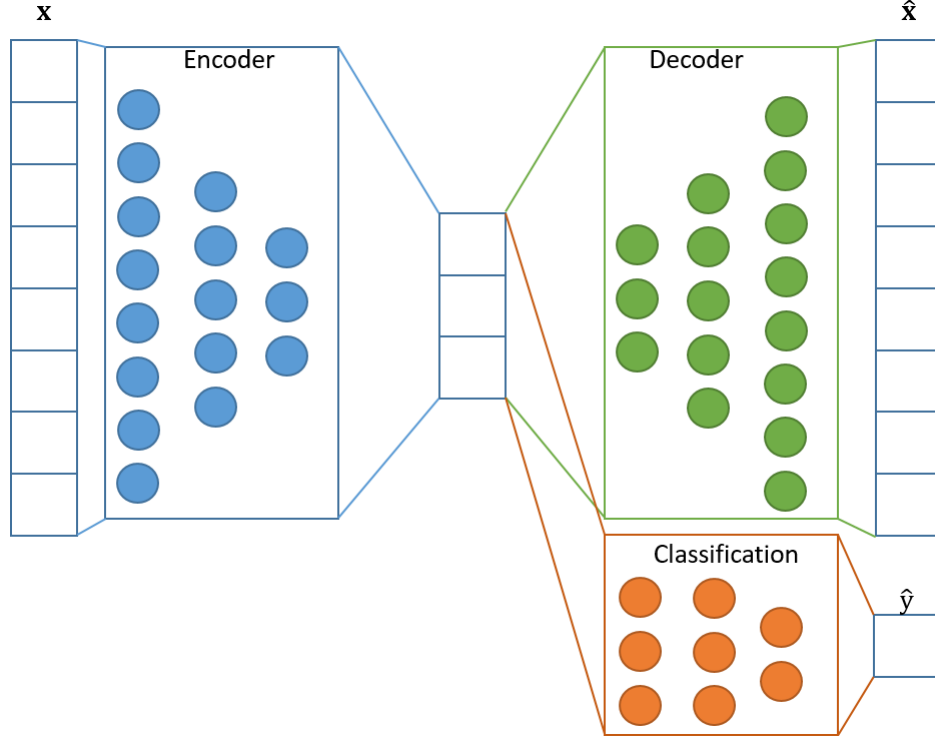 x
x̂
Encoder
Decoder
Classification
ŷ